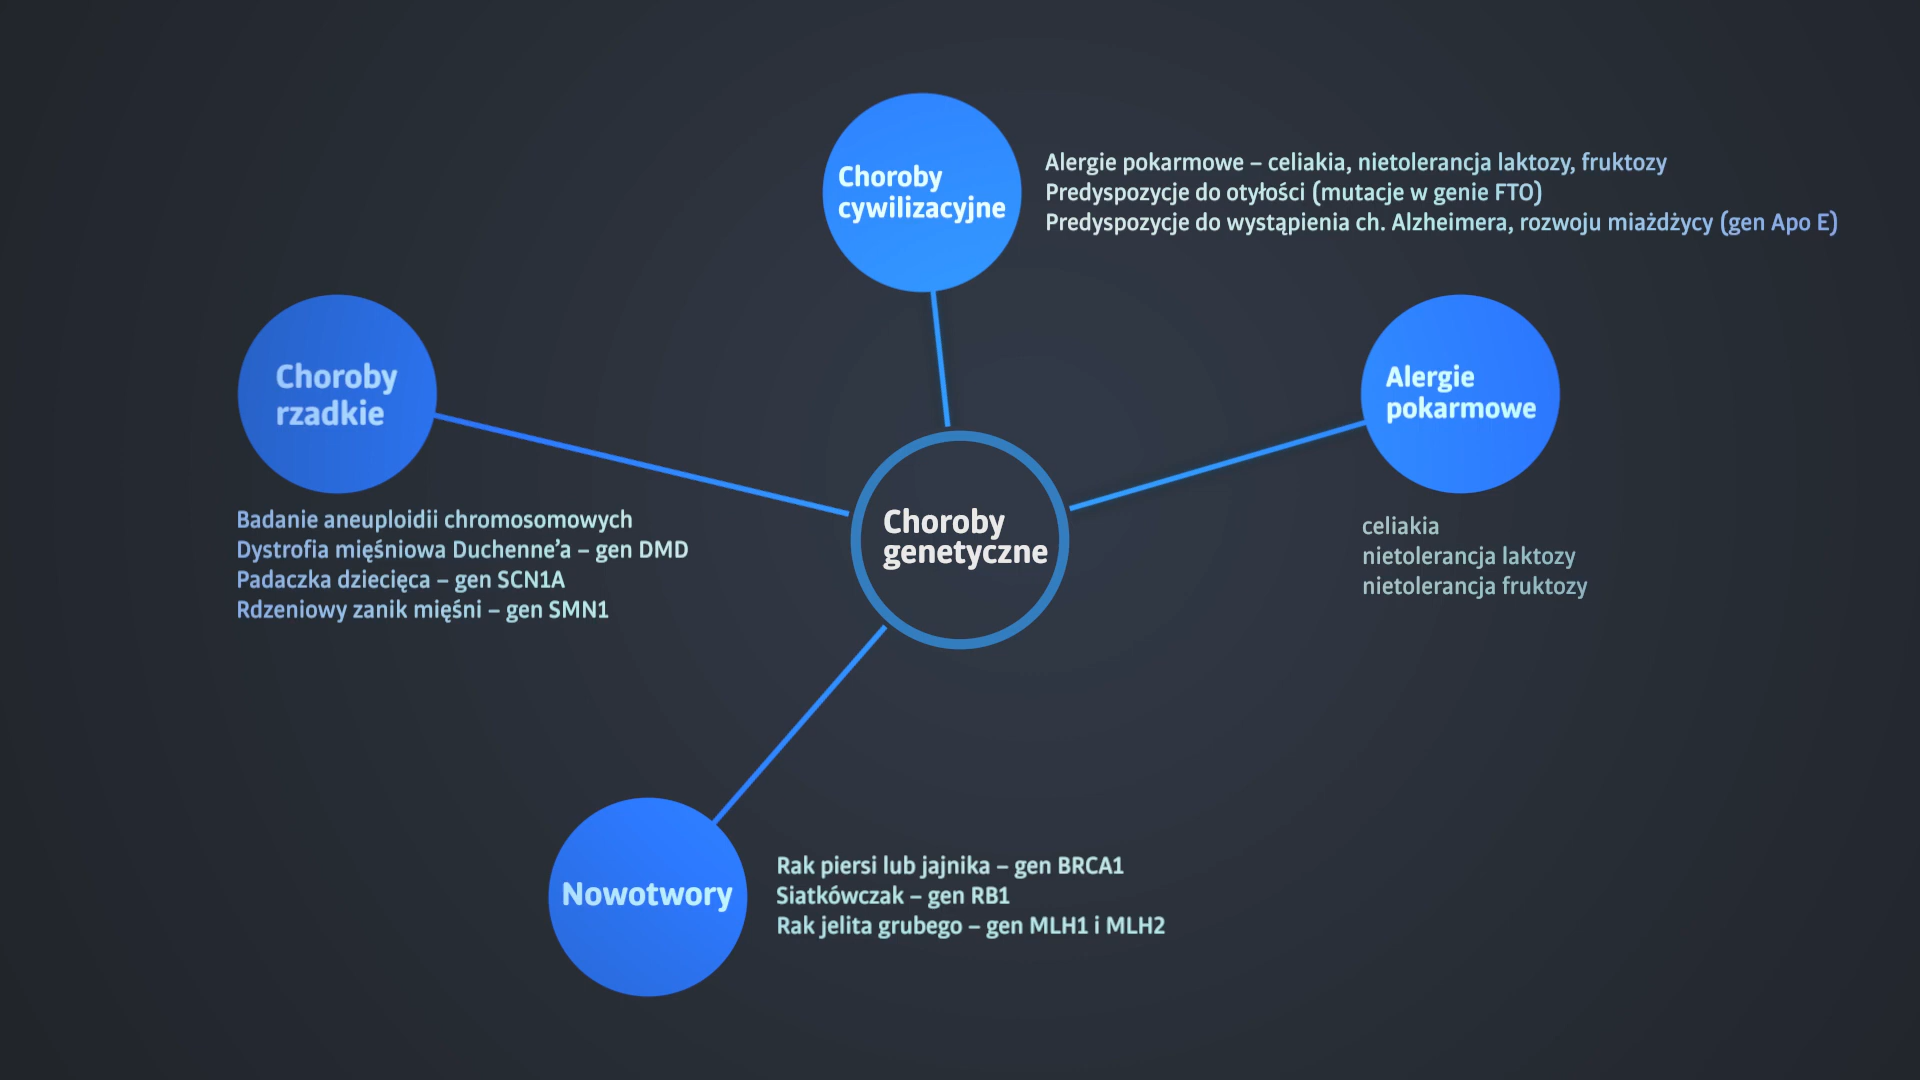 Choroby
cywilizacyjne
Alergie pokarmowe – celiakia, nietolerancja laktozy, fruktozy
Predyspozycje do otyłości (mutacje w genie FTO)
Predyspozycje do wystąpienia ch. Alzheimera, rozwoju miażdżycy (gen Apo E)
Choroby
rzadkie
Badanie aneuploidii chromosomowych
Dystrofia mięśniowa Duchenne’a – gen DMD
Padaczka dziecięca – gen SCN1A
Rdzeniowy zanik mięśni – gen SMN1
Alergie
pokarmowe
celiakia
nietolerancja laktozy
nietolerancja fruktozy
Choroby
genetyczne
Nowotwory
Rak piersi lub jajnika – gen BRCA1
Siatkówczak – gen RB1
Rak jelita grubego – gen MLH1 i MLH2